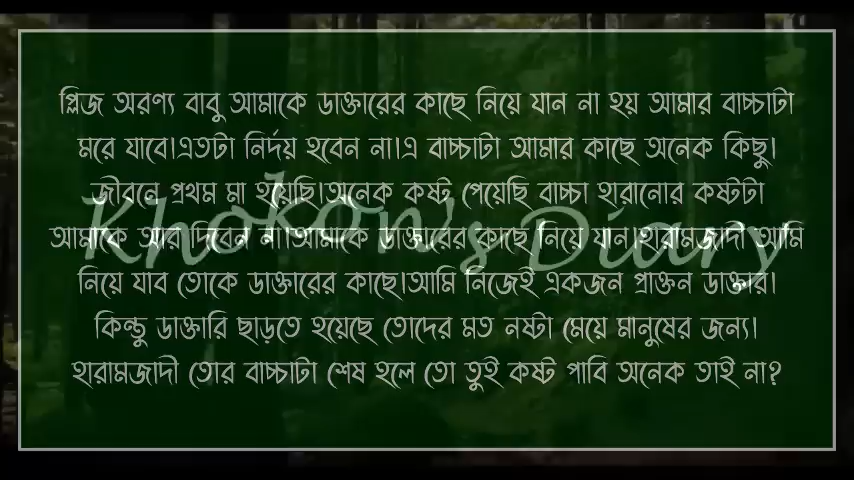 প্লিজ অরণ্য বাবু আমাকে ডাক্তারের কাছে নিয়ে যান না হয় আমার বাচ্চাটা
মরে যাবে।এতটা নির্দয় হবেন না।এ বাচ্চাটা আমার কাছে অনেক কিছু।
জীবনে প্রথম মা হয়েছি।অনেক কষ্ট পেয়েছি বাচ্চা হারানোর কষ্টটা
আমাকে আর দিবেন না।আমাকে ডাক্তারের কাছে নিয়ে যান।হারামজাদী আমি
Khokon's Diary
নিয়ে যাব তোকে ডাক্তারের কাছে।আমি নিজেই একজন প্রাক্তন ডাক্তার।
কিন্তু ডাক্তারি ছাড়তে হয়েছে তোদের মত নষ্টা মেয়ে মানুষের জন্য।
হারামজাদী তোর বাচ্চাটা শেষ হলে তো তুই কষ্ট পাবি অনেক তাই না?